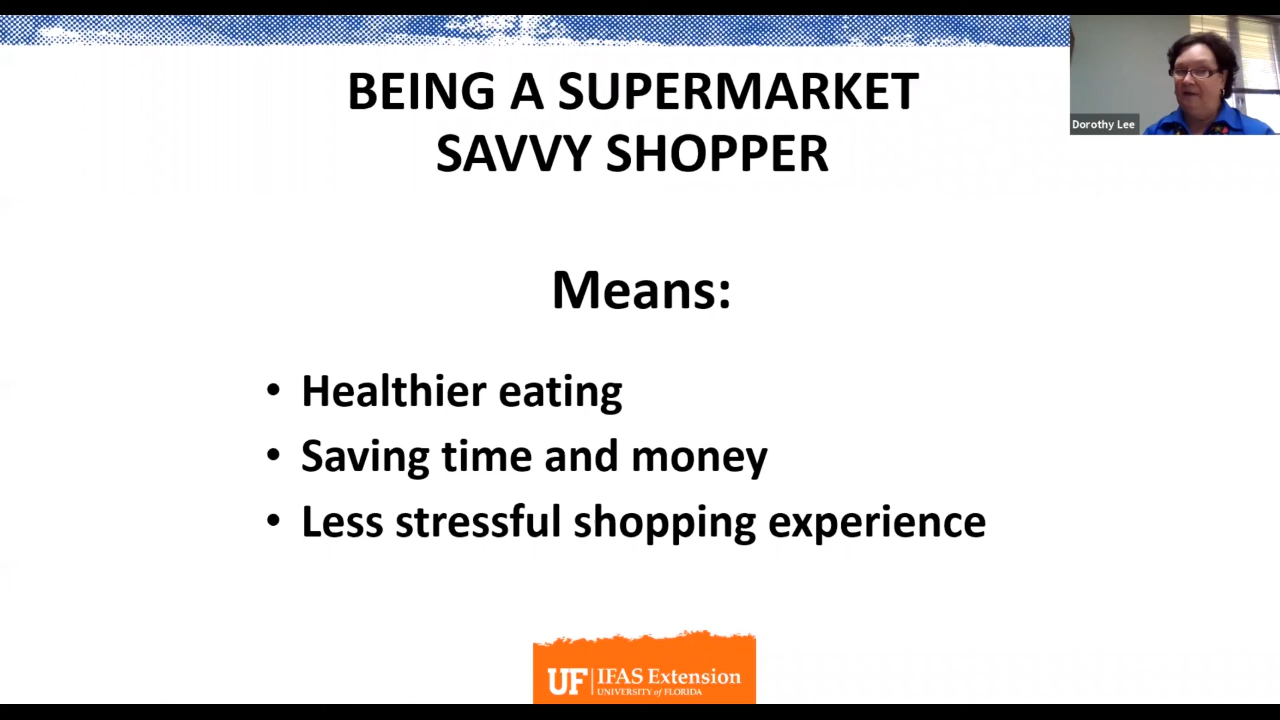 BEING A SUPERMARKET
SAVVY SHOPPER
Dorothy Lee
Means:
• Healthier eating
• Saving time and money
• Less stressful shopping experience
UF | IFAS Extension
UNIVERSITY of FLORIDA